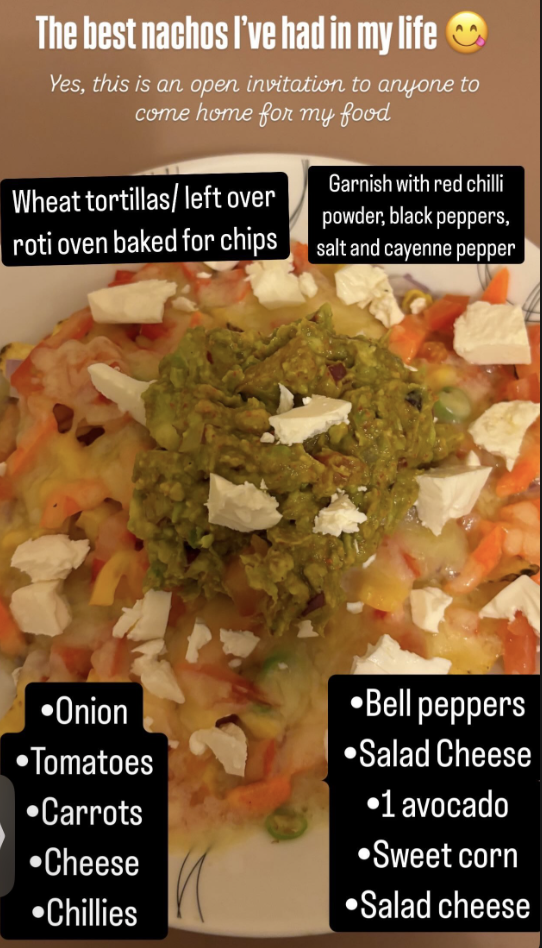 The best nachos I've had in my life 😋
Yes, this is an open invitation to anyone to
come home for my food
Wheat tortillas/ left over
roti oven baked for chips
Garnish with red chilli
powder, black peppers,
salt and cayenne pepper
•Onion
•Tomatoes
•Carrots
•Cheese
•Chillies
•Bell peppers
•Salad Cheese
•1 avocado
•Sweet corn
•Salad cheese